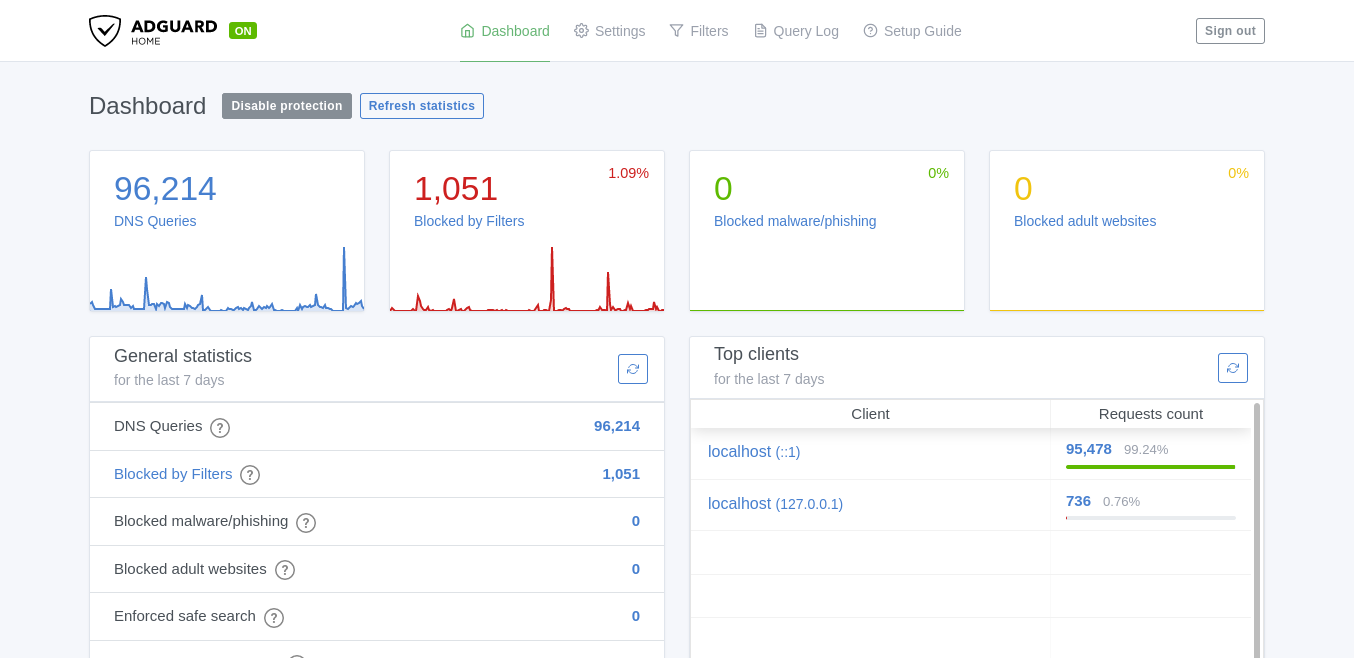 ADGUARD
HOME
ON
Dashboard
Settings
Filters
Query Log
Setup Guide
Sign out
Dashboard
Disable protection
Refresh statistics
96,214
DNS Queries
1,051
1.09%
Blocked by Filters
0
0%
Blocked malware/phishing
0
0%
Blocked adult websites
General statistics
for the last 7 days
DNS Queries ? 96,214
Blocked by Filters ? 1,051
Blocked malware/phishing ? 0
Blocked adult websites ? 0
Enforced safe search ? 0
Top clients
for the last 7 days
Client Requests count
localhost (::1) 95,478 99.24%
localhost (127.0.0.1) 736 0.76%